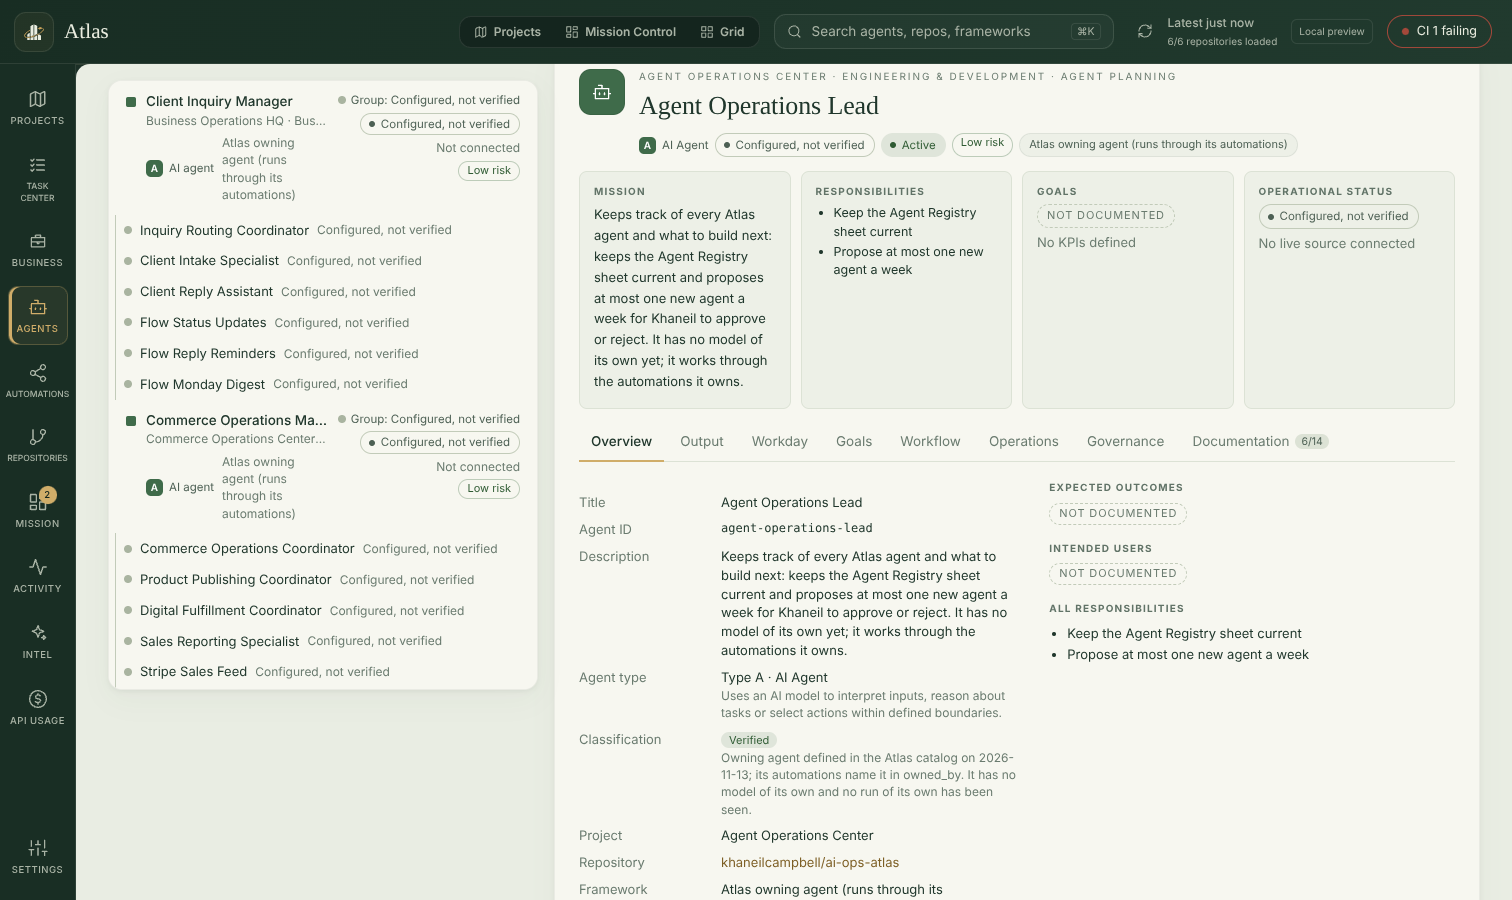 Atlas
Projects
Mission Control
Grid
Search agents, repos, frameworks
⌘K
Latest just now
6/6 repositories loaded
Local preview
CI 1 failing
PROJECTS
TASK
CENTER
BUSINESS
AGENTS
AUTOMATIONS
REPOSITORIES
2
MISSION
ACTIVITY
INTEL
API USAGE
SETTINGS
Client Inquiry Manager
Group: Configured, not verified
Business Operations HQ · Bus...
Configured, not verified
A AI agent
Atlas owning
agent (runs
through its
automations)
Not connected
Low risk
Inquiry Routing Coordinator Configured, not verified
Client Intake Specialist Configured, not verified
Client Reply Assistant Configured, not verified
Flow Status Updates Configured, not verified
Flow Reply Reminders Configured, not verified
Flow Monday Digest Configured, not verified
Commerce Operations Ma...
Group: Configured, not verified
Commerce Operations Center...
Configured, not verified
A AI agent
Atlas owning
agent (runs
through its
automations)
Not connected
Low risk
Commerce Operations Coordinator Configured, not verified
Product Publishing Coordinator Configured, not verified
Digital Fulfillment Coordinator Configured, not verified
Sales Reporting Specialist Configured, not verified
Stripe Sales Feed Configured, not verified
AGENT OPERATIONS CENTER · ENGINEERING & DEVELOPMENT · AGENT PLANNING
Agent Operations Lead
A AI Agent
Configured, not verified
Active
Low risk
Atlas owning agent (runs through its automations)
MISSION
Keeps track of every Atlas
agent and what to build next:
keeps the Agent Registry
sheet current and proposes
at most one new agent a
week for Khaneil to approve
or reject. It has no model of
its own yet; it works through
the automations it owns.
RESPONSIBILITIES
• Keep the Agent Registry
sheet current
• Propose at most one new
agent a week
GOALS
NOT DOCUMENTED
No KPIs defined
OPERATIONAL STATUS
Configured, not verified
No live source connected
Overview
Output
Workday
Goals
Workflow
Operations
Governance
Documentation 6/14
Title
Agent Operations Lead
Agent ID
agent-operations-lead
Description
Keeps track of every Atlas agent and what to
build next: keeps the Agent Registry sheet
current and proposes at most one new agent a
week for Khaneil to approve or reject. It has no
model of its own yet; it works through the
automations it owns.
Agent type
Type A · AI Agent
Uses an AI model to interpret inputs, reason about
tasks or select actions within defined boundaries.
Classification
Verified
Owning agent defined in the Atlas catalog on 2026-
11-13; its automations name it in owned_by. It has no
model of its own and no run of its own has been
seen.
Project
Agent Operations Center
Repository
khaneilcampbell/ai-ops-atlas
Framework
Atlas owning agent (runs through its
EXPECTED OUTCOMES
NOT DOCUMENTED
INTENDED USERS
NOT DOCUMENTED
ALL RESPONSIBILITIES
• Keep the Agent Registry sheet current
• Propose at most one new agent a week